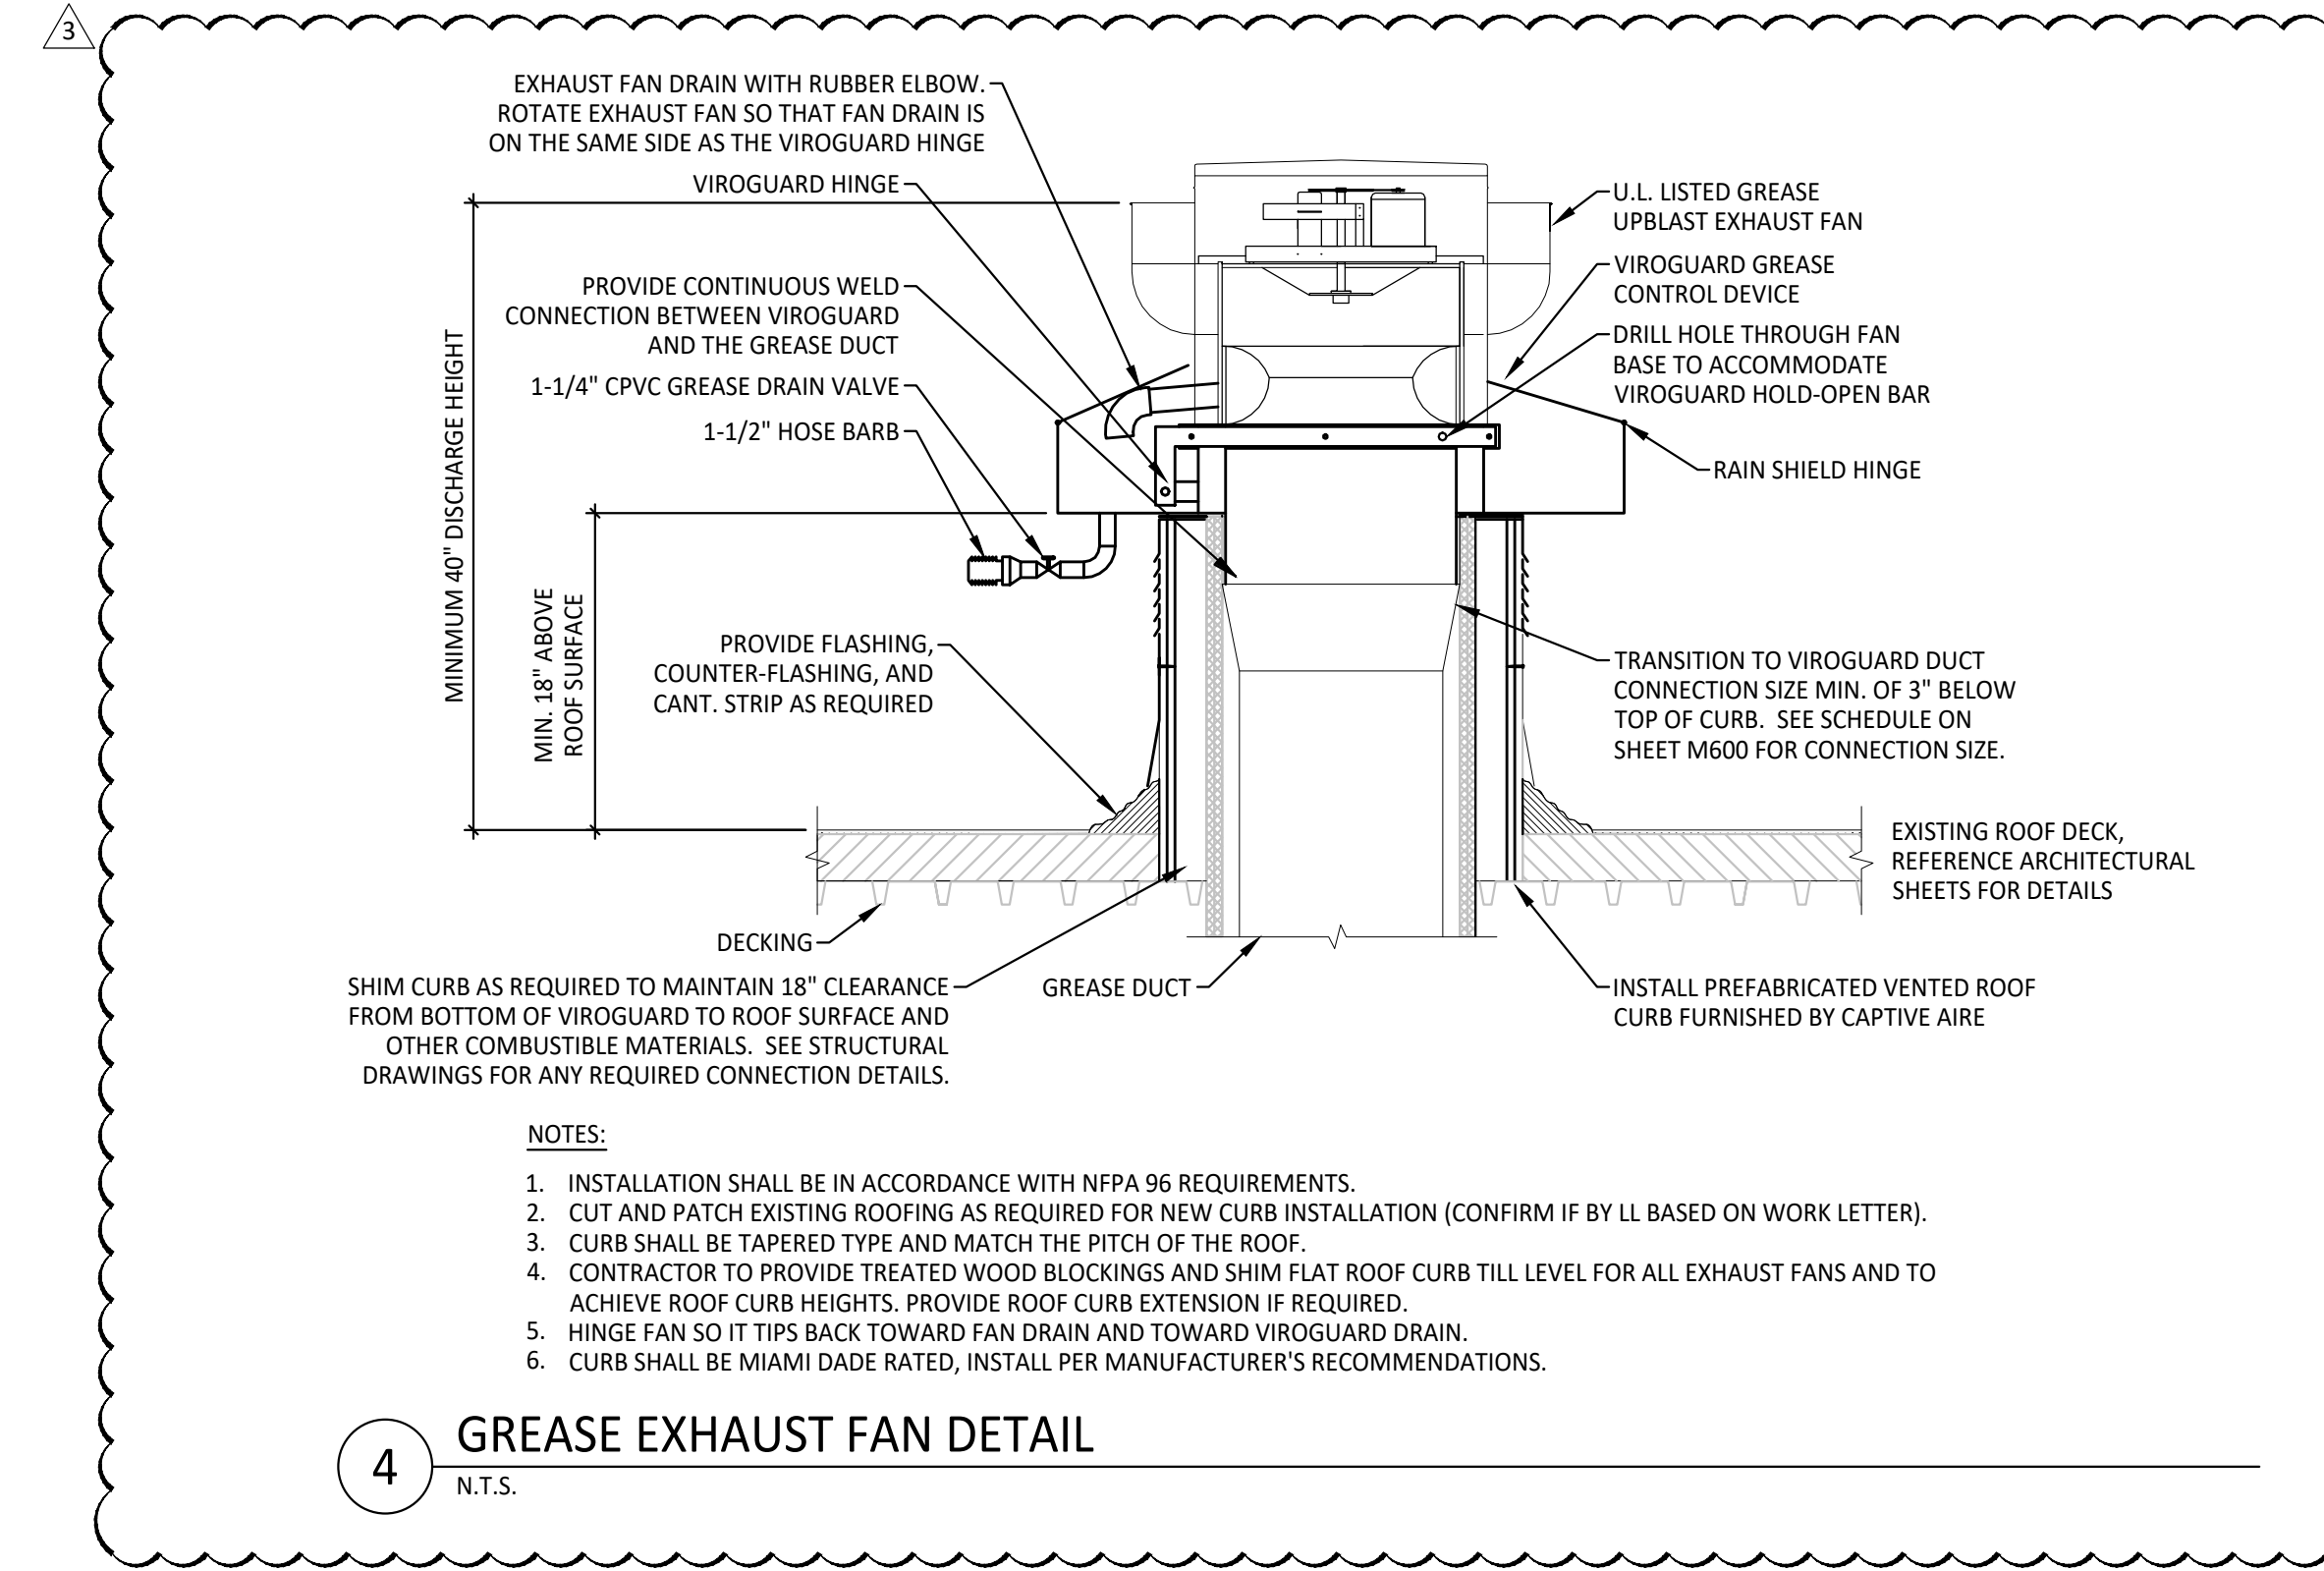 3
EXHAUST FAN DRAIN WITH RUBBER ELBOW.
ROTATE EXHAUST FAN SO THAT FAN DRAIN IS
ON THE SAME SIDE AS THE VIROGUARD HINGE
VIROGUARD HINGE
PROVIDE CONTINUOUS WELD
CONNECTION BETWEEN VIROGUARD
AND THE GREASE DUCT
1-1/4" CPVC GREASE DRAIN VALVE
1-1/2" HOSE BARB
MINIMUM 40" DISCHARGE HEIGHT
MIN. 18" ABOVE
ROOF SURFACE
PROVIDE FLASHING,
COUNTER-FLASHING, AND
CANT. STRIP AS REQUIRED
U.L. LISTED GREASE
UPBLAST EXHAUST FAN
VIROGUARD GREASE
CONTROL DEVICE
DRILL HOLE THROUGH FAN
BASE TO ACCOMMODATE
VIROGUARD HOLD-OPEN BAR
RAIN SHIELD HINGE
TRANSITION TO VIROGUARD DUCT
CONNECTION SIZE MIN. OF 3" BELOW
TOP OF CURB. SEE SCHEDULE ON
SHEET M600 FOR CONNECTION SIZE.
EXISTING ROOF DECK,
REFERENCE ARCHITECTURAL
SHEETS FOR DETAILS
DECKING
SHIM CURB AS REQUIRED TO MAINTAIN 18" CLEARANCE
FROM BOTTOM OF VIROGUARD TO ROOF SURFACE AND
OTHER COMBUSTIBLE MATERIALS. SEE STRUCTURAL
DRAWINGS FOR ANY REQUIRED CONNECTION DETAILS.
GREASE DUCT
INSTALL PREFABRICATED VENTED ROOF
CURB FURNISHED BY CAPTIVE AIRE
NOTES:
1. INSTALLATION SHALL BE IN ACCORDANCE WITH NFPA 96 REQUIREMENTS.
2. CUT AND PATCH EXISTING ROOFING AS REQUIRED FOR NEW CURB INSTALLATION (CONFIRM IF BY LL BASED ON WORK LETTER).
3. CURB SHALL BE TAPERED TYPE AND MATCH THE PITCH OF THE ROOF.
4. CONTRACTOR TO PROVIDE TREATED WOOD BLOCKINGS AND SHIM FLAT ROOF CURB TILL LEVEL FOR ALL EXHAUST FANS AND TO
ACHIEVE ROOF CURB HEIGHTS. PROVIDE ROOF CURB EXTENSION IF REQUIRED.
5. HINGE FAN SO IT TIPS BACK TOWARD FAN DRAIN AND TOWARD VIROGUARD DRAIN.
6. CURB SHALL BE MIAMI DADE RATED, INSTALL PER MANUFACTURER'S RECOMMENDATIONS.
4
GREASE EXHAUST FAN DETAIL
N.T.S.